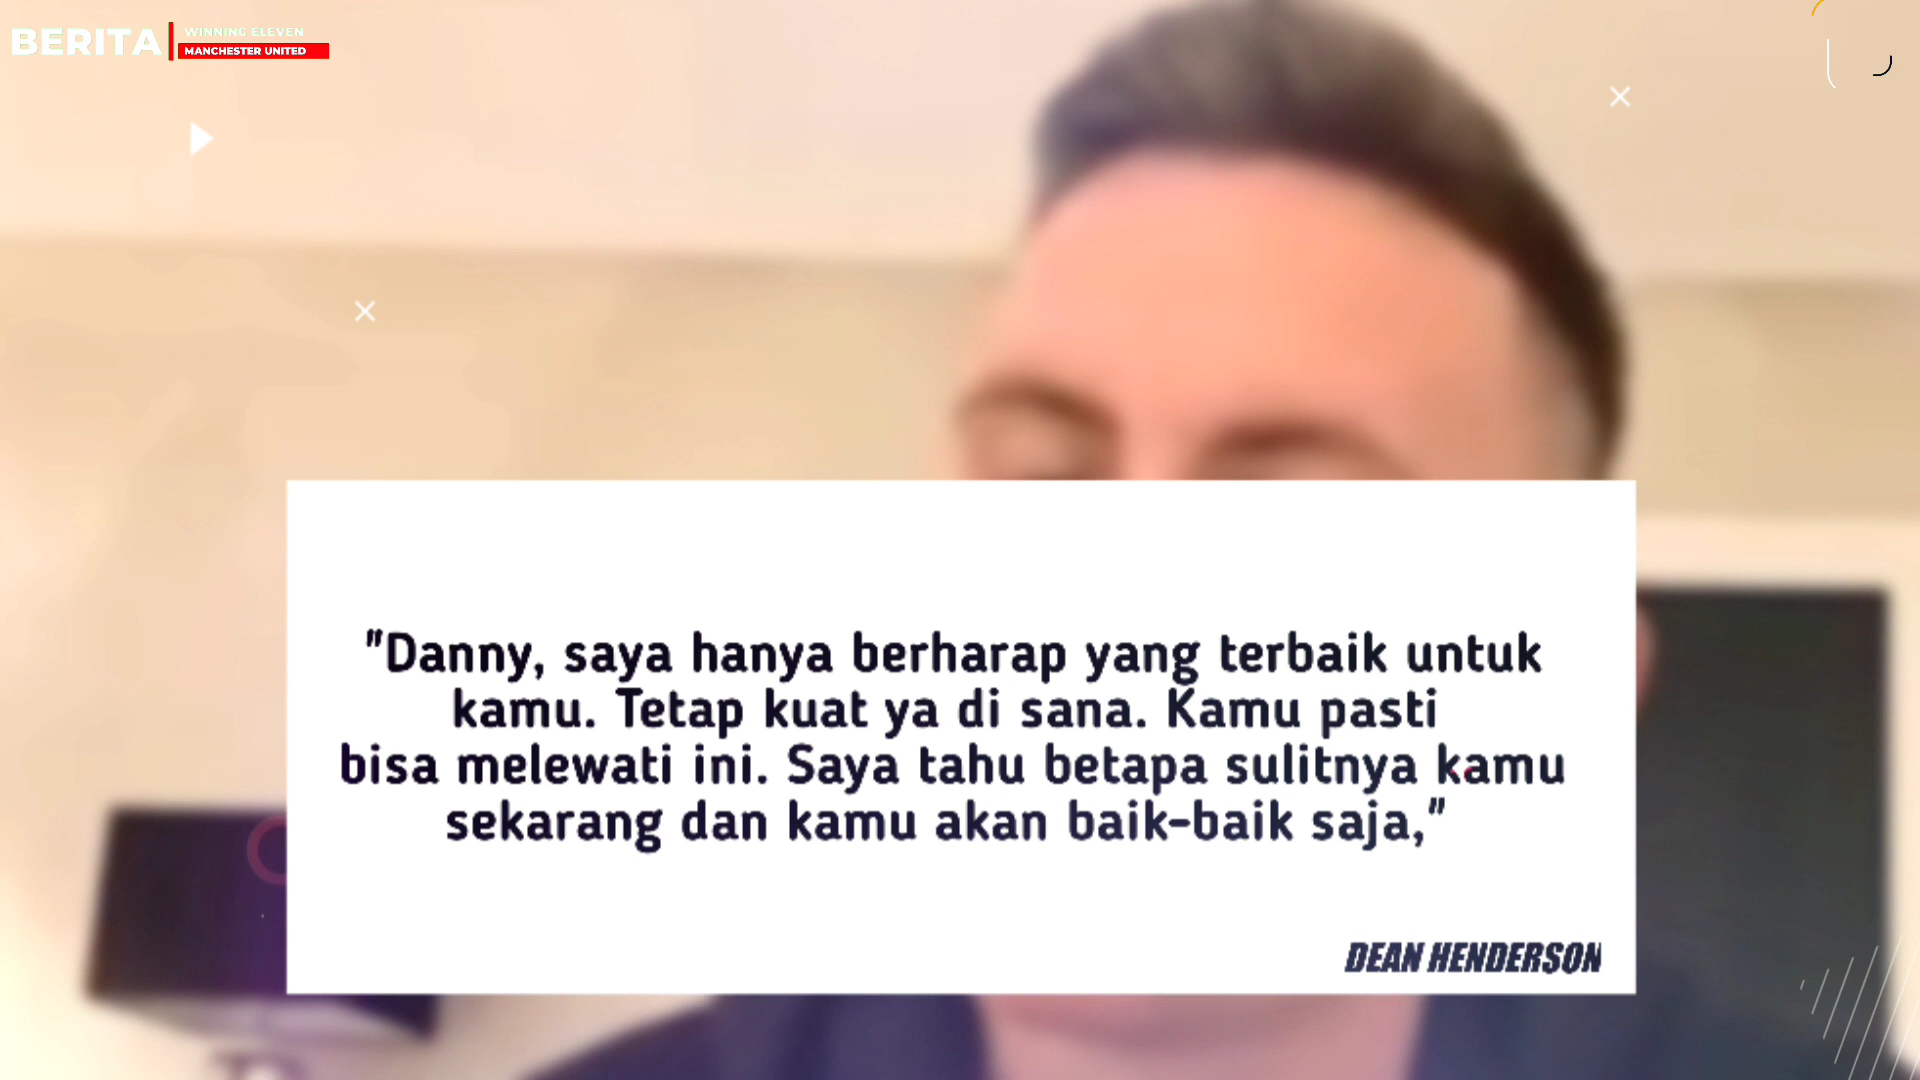 BERITA
WINNING ELEVEN
MANCHESTER UNITED
"Danny, saya hanya berharap yang terbaik untuk
kamu. Tetap kuat ya di sana. Kamu pasti
bisa melewati ini. Saya tahu betapa sulitnya kamu
sekarang dan kamu akan baik-baik saja,"
DEAN HENDERSON